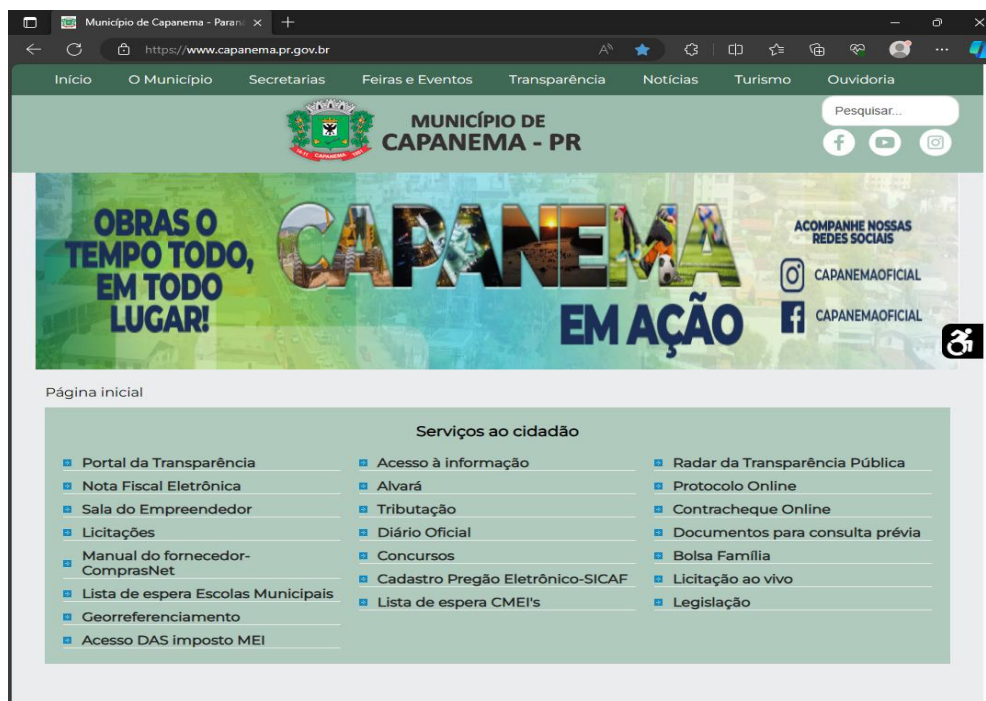 Município de Capanema - Paran
https://www.capanema.pr.gov.br
Início O Município Secretarias Feiras e Eventos Transparência Notícias Turismo Ouvidoria
MUNICÍPIO DE
CAPANEMA - PR
Pesquisar...
CAPANEMA
OBRAS O
TEMPO TODO,
EM TODO
LUGAR!
CAPANEMA
EM AÇÃO
ACOMPANHE NOSSAS
REDES SOCIAIS
CAPANEMAOFICIAL
CAPANEMAOFICIAL
Página inicial
Serviços ao cidadão
Portal da Transparência
Nota Fiscal Eletrônica
Sala do Empreendedor
Licitações
Manual do fornecedor-
ComprasNet
Lista de espera Escolas Municipais
Georreferenciamento
Acesso DAS imposto MEI
Acesso à informação
Alvará
Tributação
Diário Oficial
Concursos
Cadastro Pregão Eletrônico-SICAF
Lista de espera CMEI's
Radar da Transparência Pública
Protocolo Online
Contracheque Online
Documentos para consulta prévia
Bolsa Família
Licitação ao vivo
Legislação